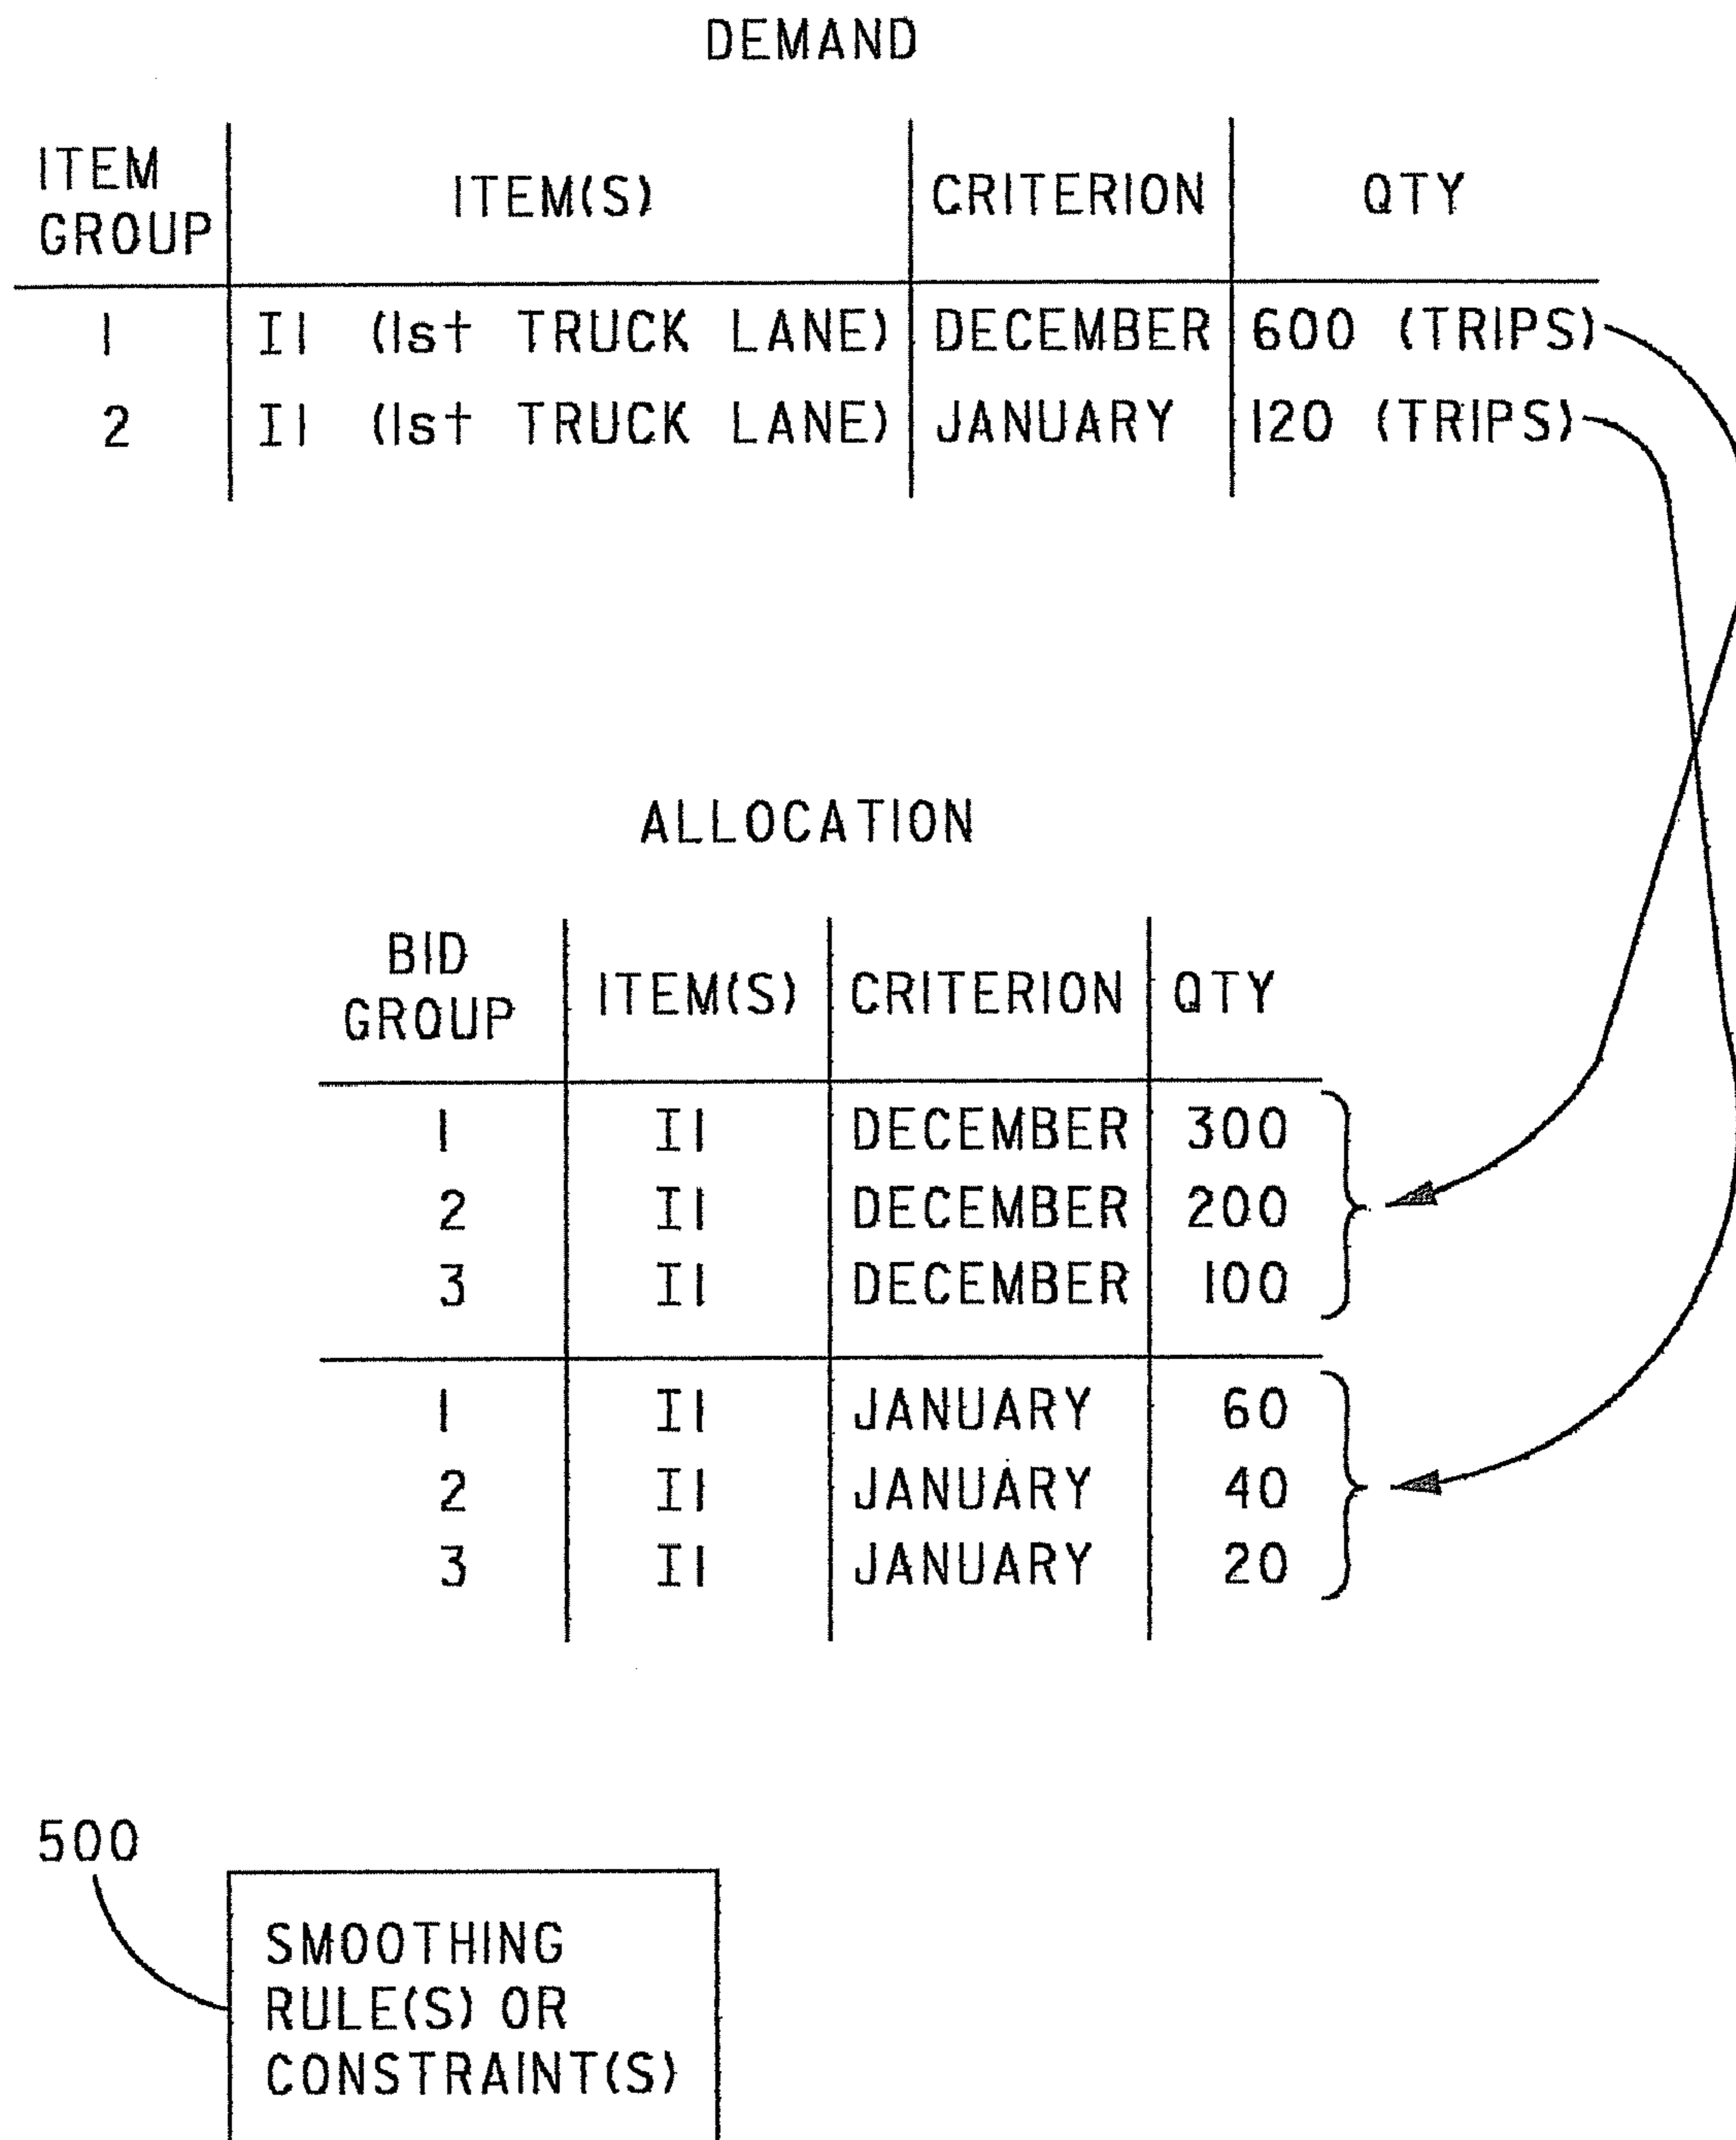 DEMAND
ITEM GROUP ITEM(S) CRITERION QTY
1 I1 (1st TRUCK LANE) DECEMBER 600 (TRIPS)
2 I1 (1st TRUCK LANE) JANUARY 120 (TRIPS)
ALLOCATION
BID GROUP ITEM(S) CRITERION QTY
1 I1 DECEMBER 300
2 I1 DECEMBER 200
3 I1 DECEMBER 100
1 I1 JANUARY 60
2 I1 JANUARY 40
3 I1 JANUARY 20
500
SMOOTHING
RULE(S) OR
CONSTRAINT(S)